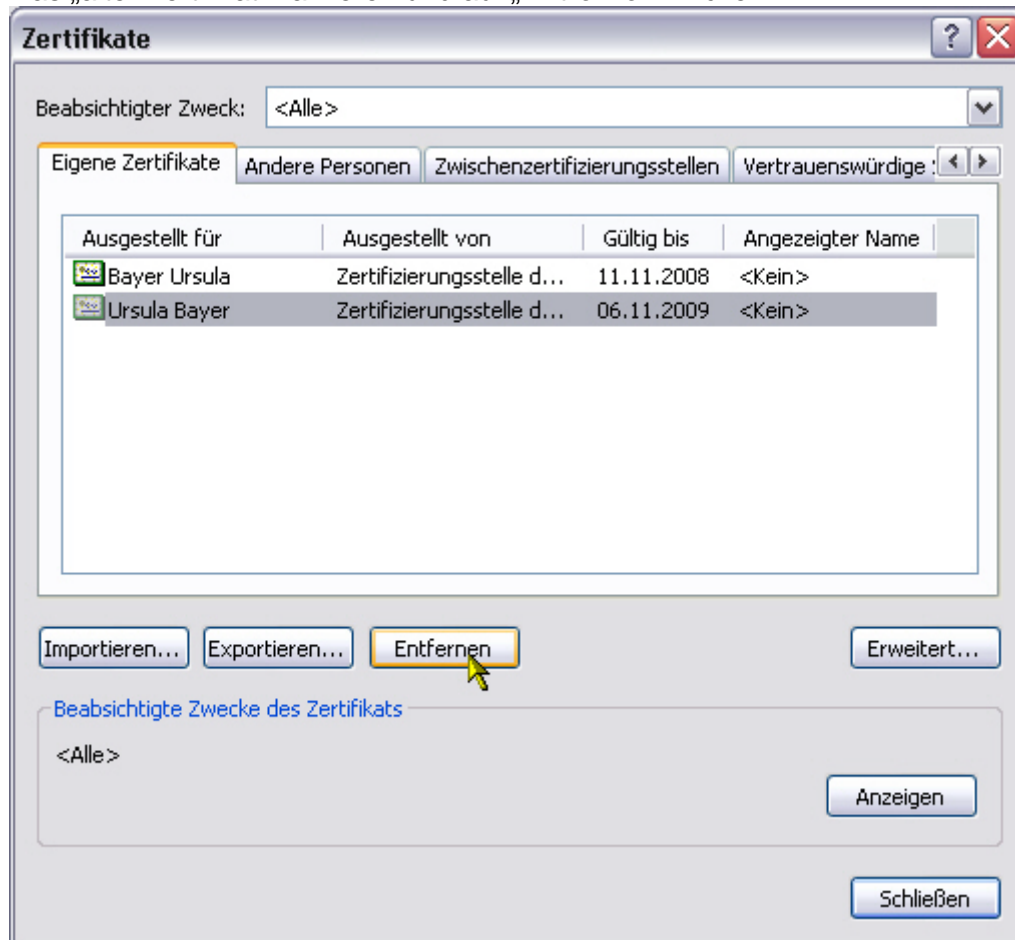 Zertifikate
Beabsichtigter Zweck: <Alle>
Eigene Zertifikate Andere Personen Zwischenzertifizierungsstellen Vertrauenswürdige
Ausgestellt für Ausgestellt von Gültig bis Angezeigter Name
Bayer Ursula Zertifizierungsstelle d... 11.11.2008 <Kein>
Ursula Bayer Zertifizierungsstelle d... 06.11.2009 <Kein>
Importieren... Exportieren... Entfernen Erweitert...
Beabsichtigte Zwecke des Zertifikats
<Alle>
Anzeigen
Schließen